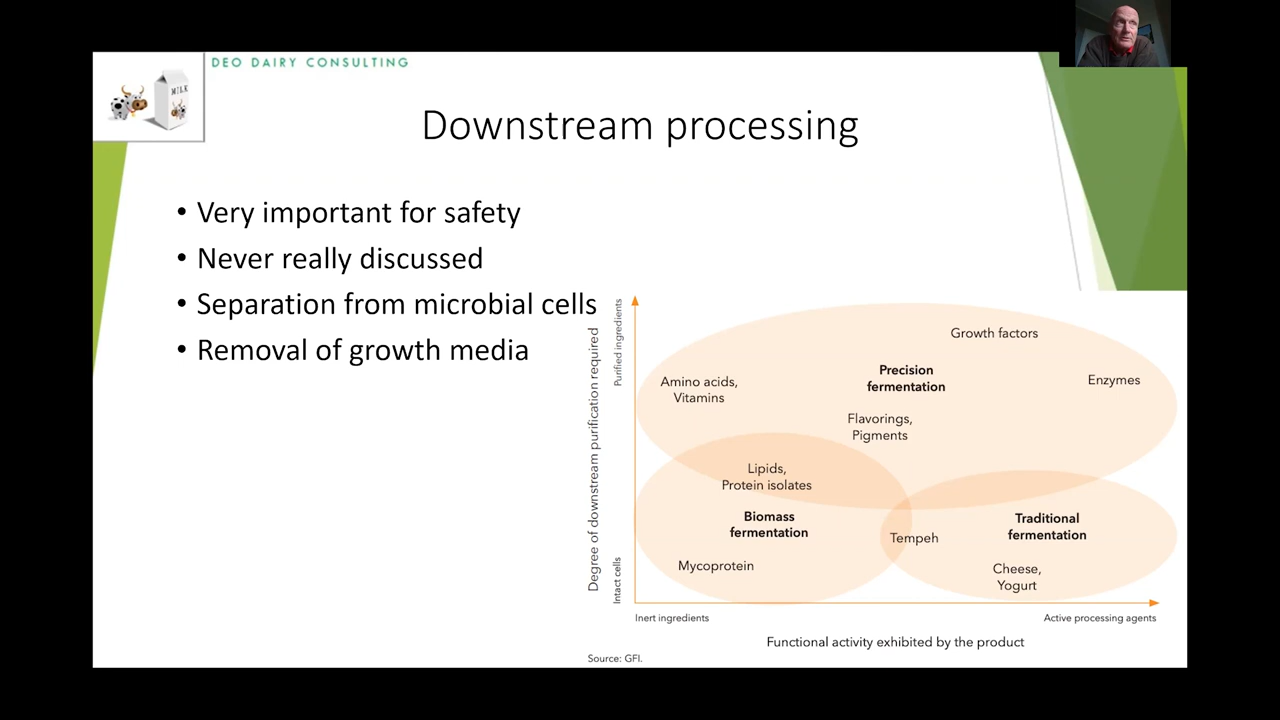 DEO DAIRY CONSULTING
MILK
Downstream processing
• Very important for safety
• Never really discussed
• Separation from microbial cells
• Removal of growth media
Degree of downstream purification required
Purified ingredients
Intact cells
Growth factors
Precision
fermentation
Enzymes
Amino acids,
Vitamins
Flavorings,
Pigments
Lipids,
Protein isolates
Biomass
fermentation
Traditional
fermentation
Tempeh
Mycoprotein
Cheese,
Yogurt
Inert ingredients
Active processing agents
Functional activity exhibited by the product
Source: GFI.